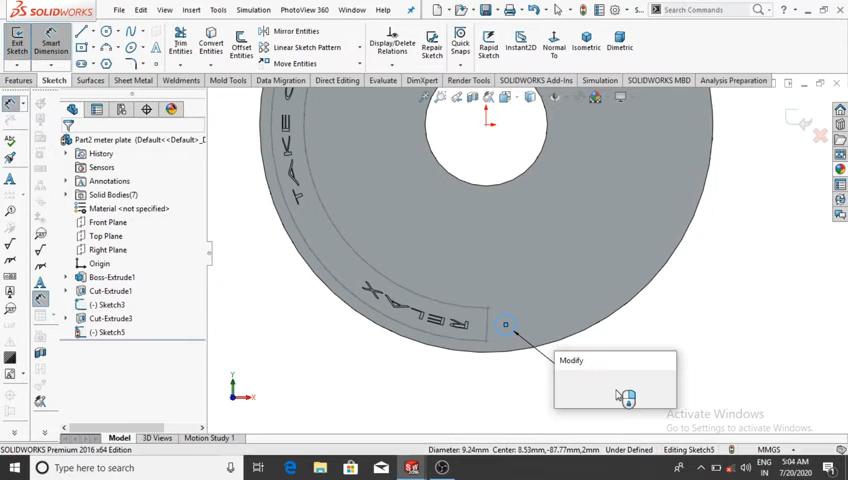 SOLIDWORKS File Edit View Insert Tools Simulation PhotoView 360 Window Help Search Commands
Exit Sketch Smart Dimension Trim Entities Convert Entities Offset Entities Mirror Entities Linear Sketch Pattern Move Entities Display/Delete Relations Repair Sketch Quick Snaps Rapid Sketch Instant2D Normal To Isometric Dimetric
Features Sketch Surfaces Sheet Metal Weldments Mold Tools Data Migration Direct Editing Evaluate DimXpert Render Tools SOLIDWORKS Add-Ins Simulation SOLIDWORKS MBD Analysis Preparation
Part2 meter plate (Default<<Default>_D
History
Sensors
Annotations
Solid Bodies(7)
Material <not specified>
Front Plane
Top Plane
Right Plane
Origin
Boss-Extrude1
Cut-Extrude1
(-) Sketch3
Cut-Extrude3
(-) Sketch5
TAKE
RELAX
Modify
Y
X
Activate Windows
Go to Settings to activate Windows.
Model 3D Views Motion Study 1
SOLIDWORKS Premium 2016 x64 Edition Diameter: 9.24mm Center: 8.53mm,-87.77mm,2mm Under Defined Editing Sketch5 MMGS
Type here to search
ENG
IN
5:04 AM
7/20/2020